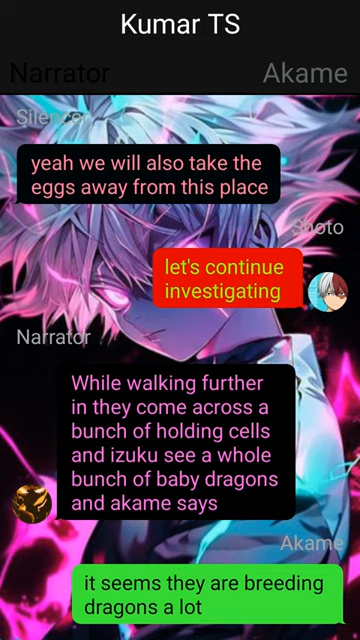 Kumar TS
Narrator
Akame
Silencer
yeah we will also take the
eggs away from this place
Shoto
let's continue
investigating
Narrator
While walking further
in they come across a
bunch of holding cells
and izuku see a whole
bunch of baby dragons
and akame says
Akame
it seems they are breeding
dragons a lot